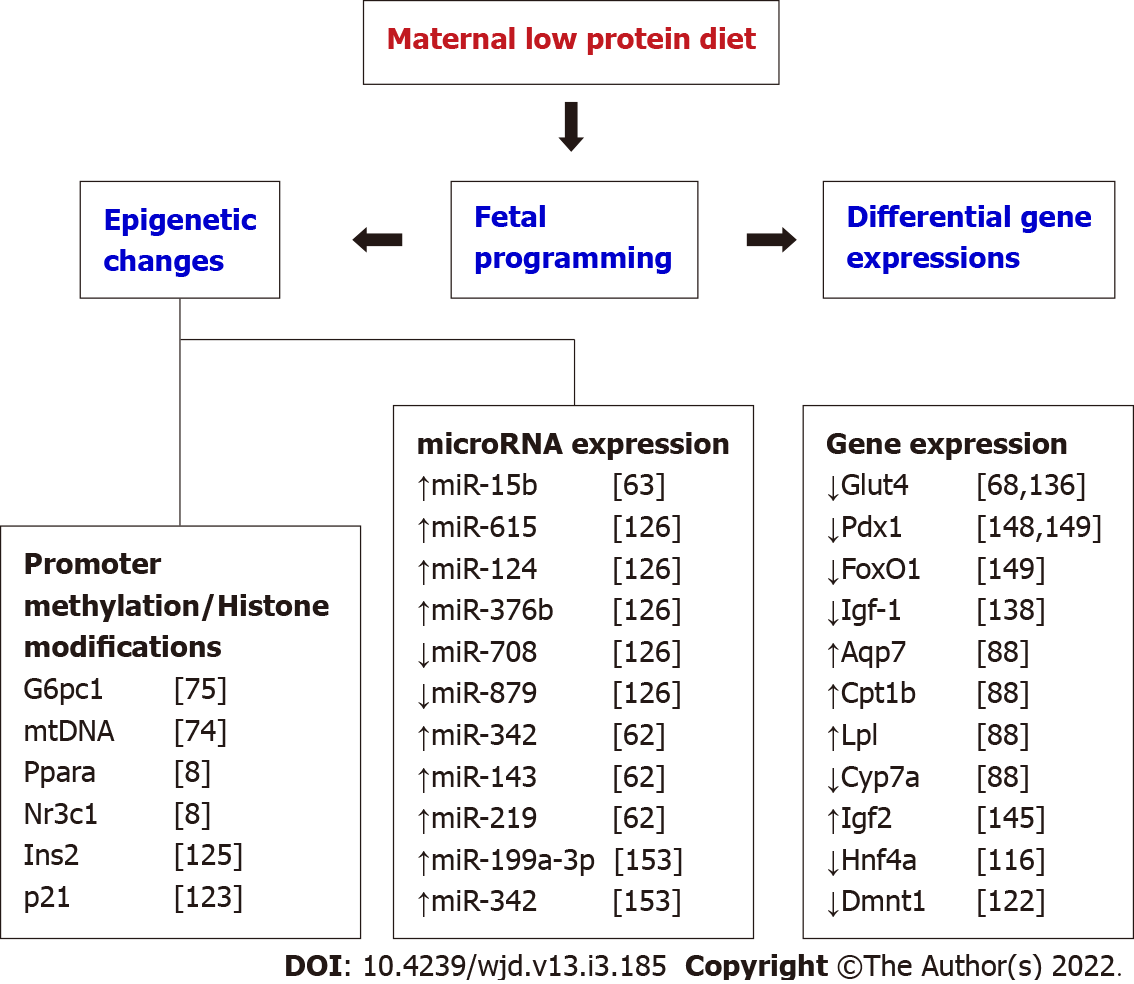 Maternal low protein diet
Epigenetic
changes
Fetal
programming
Differential gene
expressions
Promoter
methylation/Histone
modifications
G6pc1 [75]
mtDNA [74]
Ppara [8]
Nr3c1 [8]
Ins2 [125]
p21 [123]
microRNA expression
↑miR-15b [63]
↑miR-615 [126]
↑miR-124 [126]
↑miR-376b [126]
↓miR-708 [126]
↓miR-879 [126]
↑miR-342 [62]
↑miR-143 [62]
↑miR-219 [62]
↑miR-199a-3p [153]
↑miR-342 [153]
Gene expression
↓Glut4 [68,136]
↓Pdx1 [148,149]
↓FoxO1 [149]
↓Igf-1 [138]
↑Aqp7 [88]
↑Cpt1b [88]
↑Lpl [88]
↓Cyp7a [88]
↑Igf2 [145]
↓Hnf4a [116]
↓Dmnt1 [122]
DOI: 10.4239/wjd.v13.i3.185 Copyright ©The Author(s) 2022.